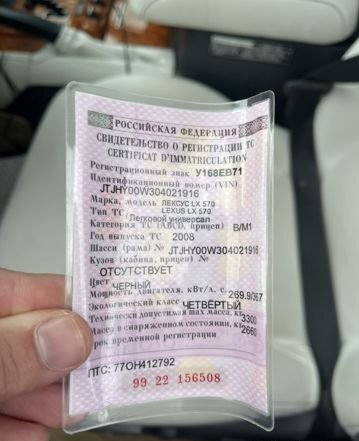 РОССИЙСКАЯ ФЕДЕРАЦИЯ
СВИДЕТЕЛЬСТВО О РЕГИСТРАЦИИ ТС
CERTIFICAT D'IMMATRICULATION
Регистрационный знак У168ЕВ71
Идентификационный номер (VIN)
JTJHY00W304021916
Марка, модель ЛЕКСУС LX 570
LEXUS LX 570
Тип ТС Легковой универсал
Категория ТС (ABCD, прицеп) B/M1
Год выпуска ТС 2008
Шасси (рама) № JTJHY00W304021916
Кузов (кабина, прицеп) №
ОТСУТСТВУЕТ
Цвет ЧЕРНЫЙ
Мощность двигателя, кВт/л. с. 269.9/367
Экологический класс ЧЕТВЁРТЫЙ
Технически допустимая max масса, кг 3300
Масса в снаряженном состоянии, кг 2660
рок временной регистрации
ПТС: 77ОН412792
99 22 156508